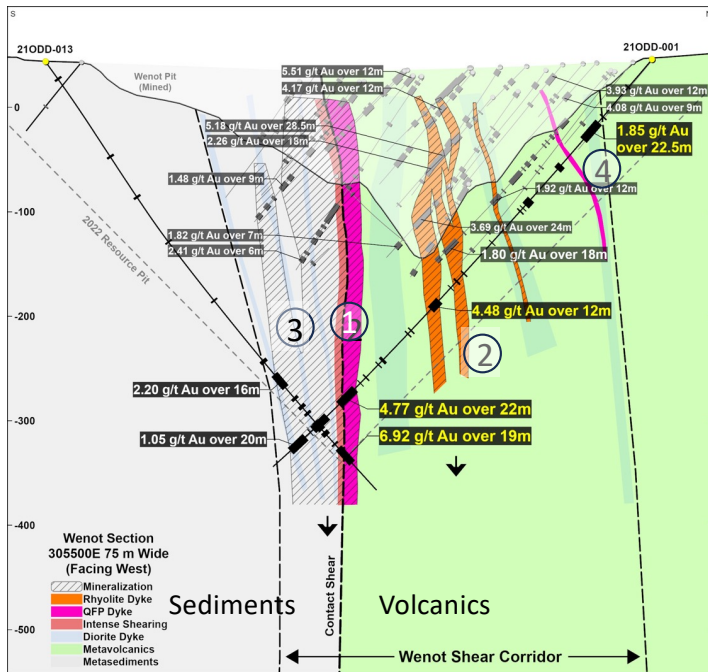 S
N
21ODD-013
21ODD-001
Wenot Pit
(Mined)
5.51 g/t Au over 12m
4.17 g/t Au over 12m
3.93 g/t Au over 12m
4.08 g/t Au over 9m
0
5.18 g/t Au over 28.5m
2.26 g/t Au over 18m
1.85 g/t Au
over 22.5m
4
1.48 g/t Au over 9m
1.92 g/t Au over 12m
-100
2022 Resource Pit
1.82 g/t Au over 7m
2.41 g/t Au over 6m
3.69 g/t Au over 24m
1.80 g/t Au over 18m
-200
3
1
4.48 g/t Au over 12m
2
2.20 g/t Au over 16m
-300
4.77 g/t Au over 22m
1.05 g/t Au over 20m
6.92 g/t Au over 19m
-400
Wenot Section
305500E 75 m Wide
(Facing West)
Mineralization
Rhyolite Dyke
QFP Dyke
Intense Shearing
Diorite Dyke
Metavolcanics
Metasediments
-500
Sediments
Contact Shear
Volcanics
Wenot Shear Corridor